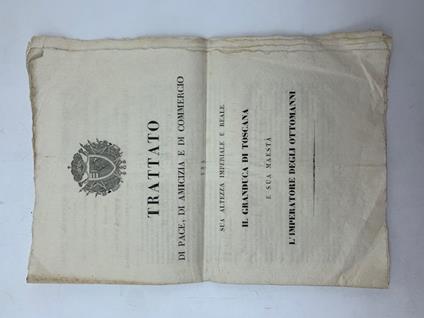 TRATTATO
DI PACE, DI AMICIZIA E DI COMMERCIO
SUA ALTEZZA IMPERIALE E REALE
IL GRANDUCA DI TOSCANA
E SUA MAESTÀ
L'IMPERATORE DEGLI OTTOMANNI